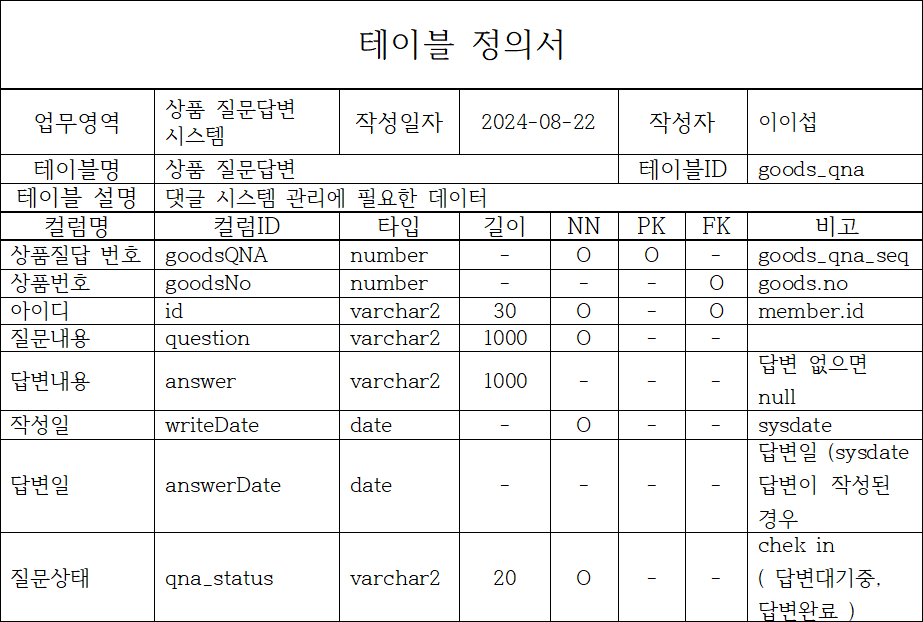 테이블 정의서
업무영역 상품 질문답변 시스템 작성일자 2024-08-22 작성자 이이섭
테이블명 상품 질문답변 테이블ID goods_qna
테이블 설명 댓글 시스템 관리에 필요한 데이터
컬럼명 컬럼ID 타입 길이 NN PK FK 비고
상품질답 번호 goodsQNA number - O O - goods_qna_seq
상품번호 goodsNo number - - - O goods.no
아이디 id varchar2 30 O - O member.id
질문내용 question varchar2 1000 O - -
답변내용 answer varchar2 1000 - - - 답변 없으면 null
작성일 writeDate date - O - - sysdate
답변일 answerDate date - - - - 답변일 (sysdate 답변이 작성된 경우
질문상태 qna_status varchar2 20 O - - chek in ( 답변대기중, 답변완료 )